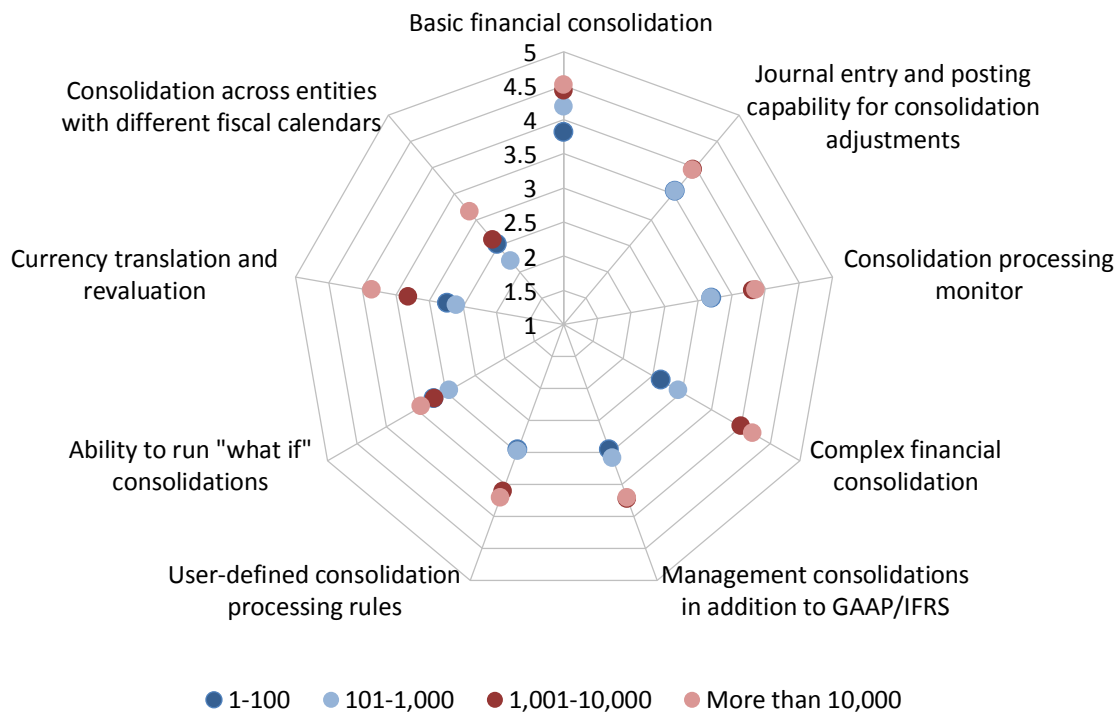 Basic financial consolidation
5
4.5
4
3.5
3
2.5
2
1.5
1
Journal entry and posting
capability for consolidation
adjustments
Consolidation processing
monitor
Complex financial
consolidation
Management consolidations
in addition to GAAP/IFRS
User-defined consolidation
processing rules
Ability to run "what if"
consolidations
Currency translation and
revaluation
Consolidation across entities
with different fiscal calendars
1-100 101-1,000 1,001-10,000 More than 10,000